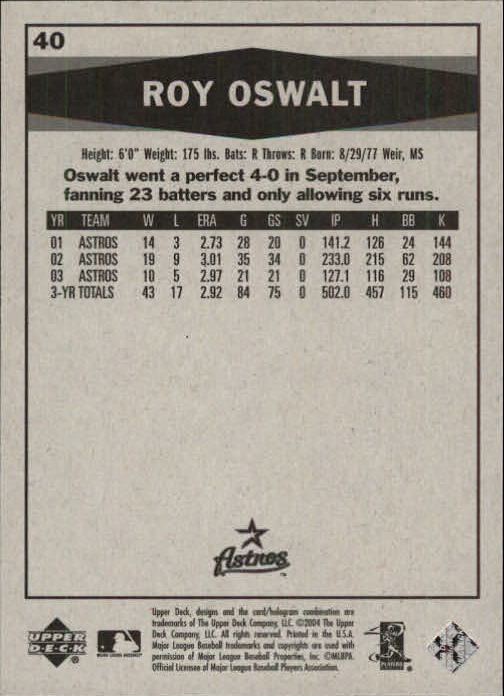 40
ROY OSWALT
Height: 6'0" Weight: 175 lbs. Bats: R Throws: R Born: 8/29/77 Weir, MS
Oswalt went a perfect 4-0 in September,
fanning 23 batters and only allowing six runs.
YR TEAM W L ERA G GS SV IP H BB K
01 ASTROS 14 3 2.73 28 20 0 141.2 126 24 144
02 ASTROS 19 9 3.01 35 34 0 233.0 215 62 208
03 ASTROS 10 5 2.97 21 21 0 127.1 116 29 108
3-YR TOTALS 43 17 2.92 84 75 0 502.0 457 115 460
Astros
Upper Deck, designs and the card/hologram combination are
trademarks of The Upper Deck Company, LLC. ©2004 The Upper
Deck Company, LLC. All rights reserved. Printed in the U.S.A.
Major League Baseball trademarks and copyrights are used with
permission of Major League Baseball Properties, Inc. ©MLBPA
Official Licensee of Major League Baseball Players Association.
UPPER
DECK
PLAYERS